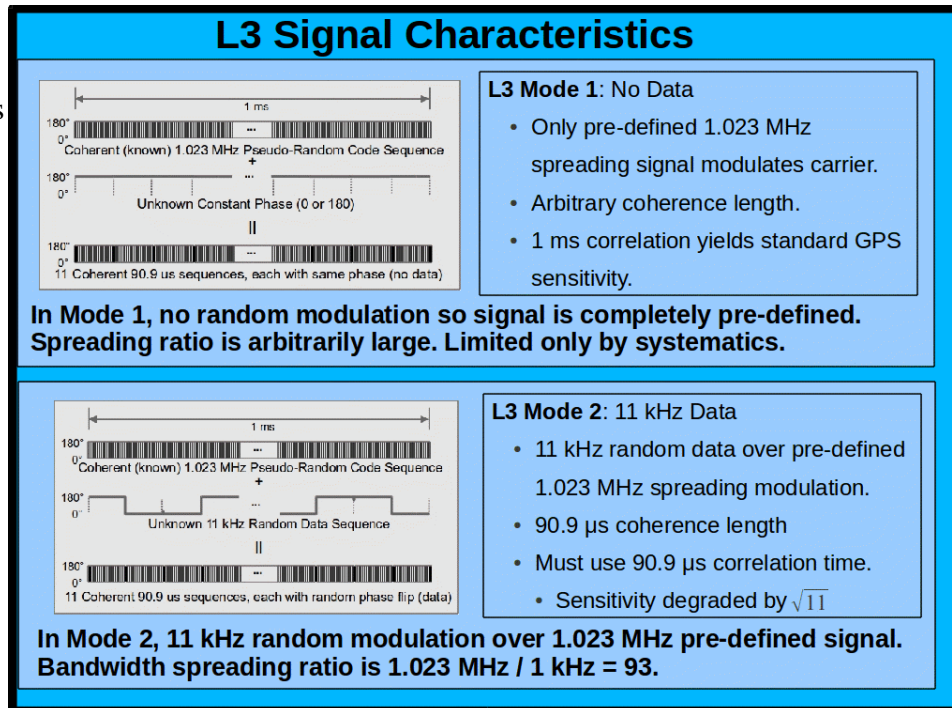 L3 Signal Characteristics
s
1 ms
180°
0°
...
Coherent (known) 1.023 MHz Pseudo-Random Code Sequence
+
180°
...
Unknown Constant Phase (0 or 180)
=
180°
0°
...
11 Coherent 90.9 us sequences, each with same phase (no data)
L3 Mode 1: No Data
• Only pre-defined 1.023 MHz
spreading signal modulates carrier.
• Arbitrary coherence length.
• 1 ms correlation yields standard GPS
sensitivity.
In Mode 1, no random modulation so signal is completely pre-defined.
Spreading ratio is arbitrarily large. Limited only by systematics.
1 ms
180°
0°
...
Coherent (known) 1.023 MHz Pseudo-Random Code Sequence
+
180°
0°
...
Unknown 11 kHz Random Data Sequence
=
180°
0°
...
11 Coherent 90.9 us sequences, each with random phase flip (data)
L3 Mode 2: 11 kHz Data
• 11 kHz random data over pre-defined
1.023 MHz spreading modulation.
• 90.9 µs coherence length
• Must use 90.9 µs correlation time.
• Sensitivity degraded by √11
In Mode 2, 11 kHz random modulation over 1.023 MHz pre-defined signal.
Bandwidth spreading ratio is 1.023 MHz / 1 kHz = 93.